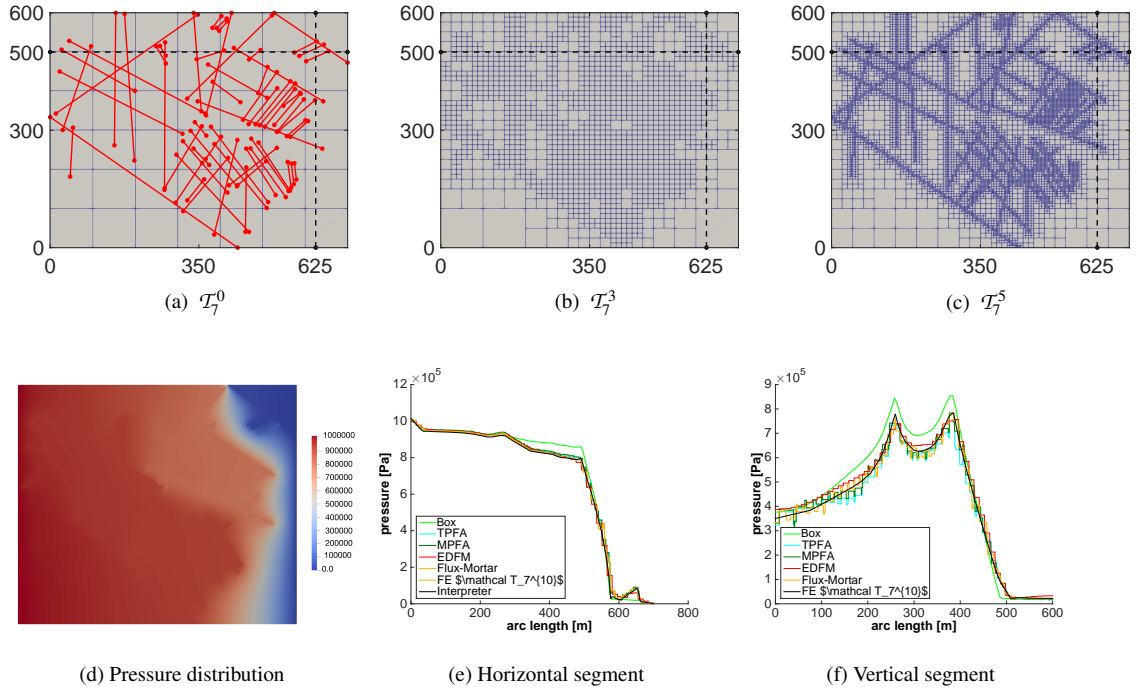 600
500
300
0
0 350 625
(a) 𝒯₇⁰
600
500
300
0
0 350 625
(b) 𝒯₇³
600
500
300
0
0 350 625
(c) 𝒯₇⁵
1000000
900000
800000
700000
600000
500000
400000
300000
200000
100000
0.0
(d) Pressure distribution
×10⁵
12
10
8
6
4
2
0
pressure [Pa]
Box
TPFA
MPFA
EDFM
Flux-Mortar
FE $\mathcal T_7^{10}$
Interpreter
0 200 400 600 800
arc length [m]
(e) Horizontal segment
×10⁵
9
8
7
6
5
4
3
2
1
0
pressure [Pa]
Box
TPFA
MPFA
EDFM
Flux-Mortar
FE $\mathcal T_7^{10}$
0 100 200 300 400 500 600
arc length [m]
(f) Vertical segment